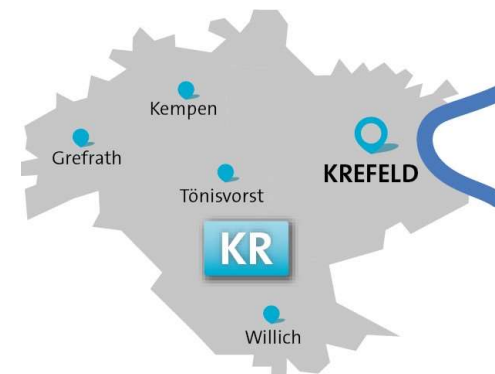 Kempen
Grefrath
KREFELD
Tönisvorst
KR
Willich